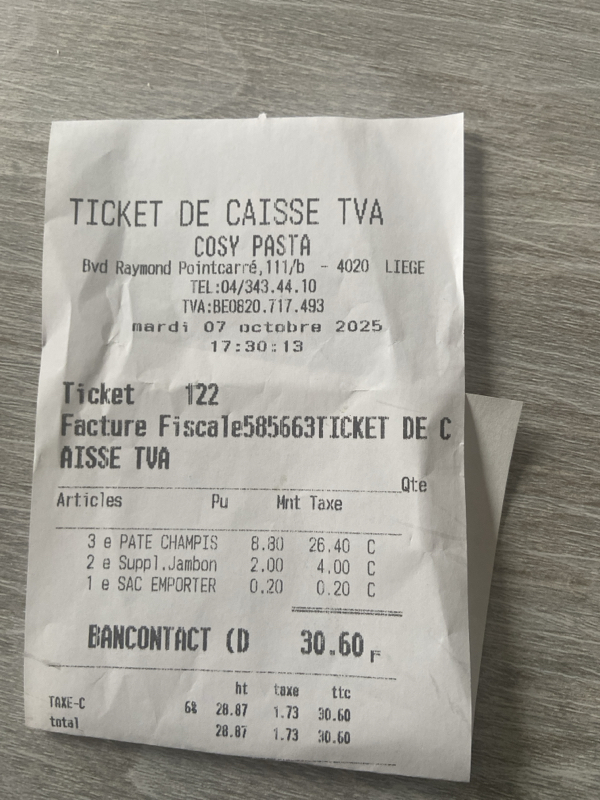 TICKET DE CAISSE TVA
COSY PASTA
Bvd Raymond Pointcarré,111/b - 4020 LIEGE
TEL:04/343.44.10
TVA:BE0820.717.493
mardi 07 octobre 2025
17:30:13
Ticket 122
Facture Fiscale585663TICKET DE C
AISSE TVA
Qte
Articles Pu Mnt Taxe
3 e PATE CHAMPIS 8.80 26.40 C
2 e Suppl.Jambon 2.00 4.00 C
1 e SAC EMPORTER 0.20 0.20 C
BANCONTACT (D 30.60 F
ht taxe ttc
TAXE-C 6% 28.87 1.73 30.60
total 28.87 1.73 30.60